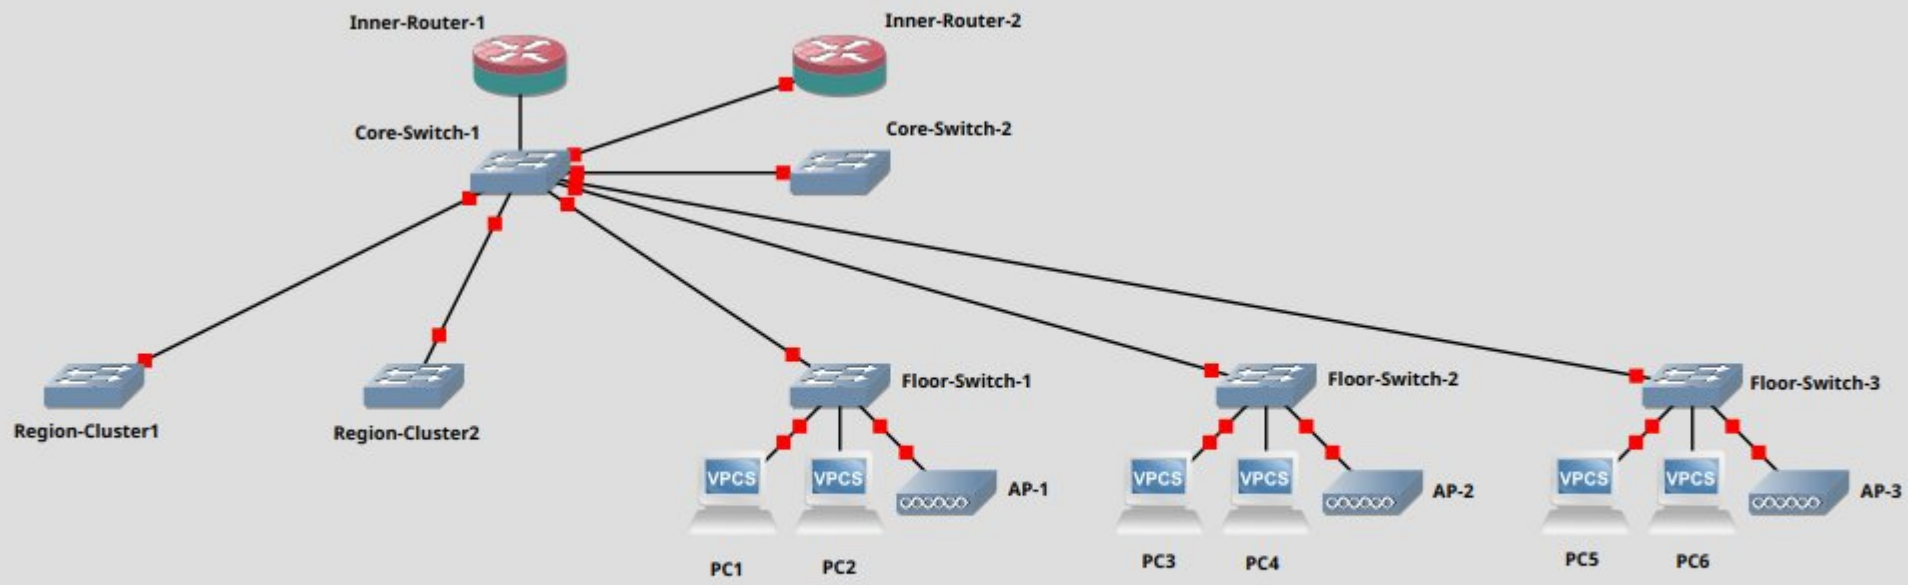 Inner-Router-1
Inner-Router-2
Core-Switch-1
Core-Switch-2
Region-Cluster1
Region-Cluster2
Floor-Switch-1
Floor-Switch-2
Floor-Switch-3
VPCS
VPCS
AP-1
VPCS
VPCS
AP-2
VPCS
VPCS
AP-3
PC1
PC2
PC3
PC4
PC5
PC6